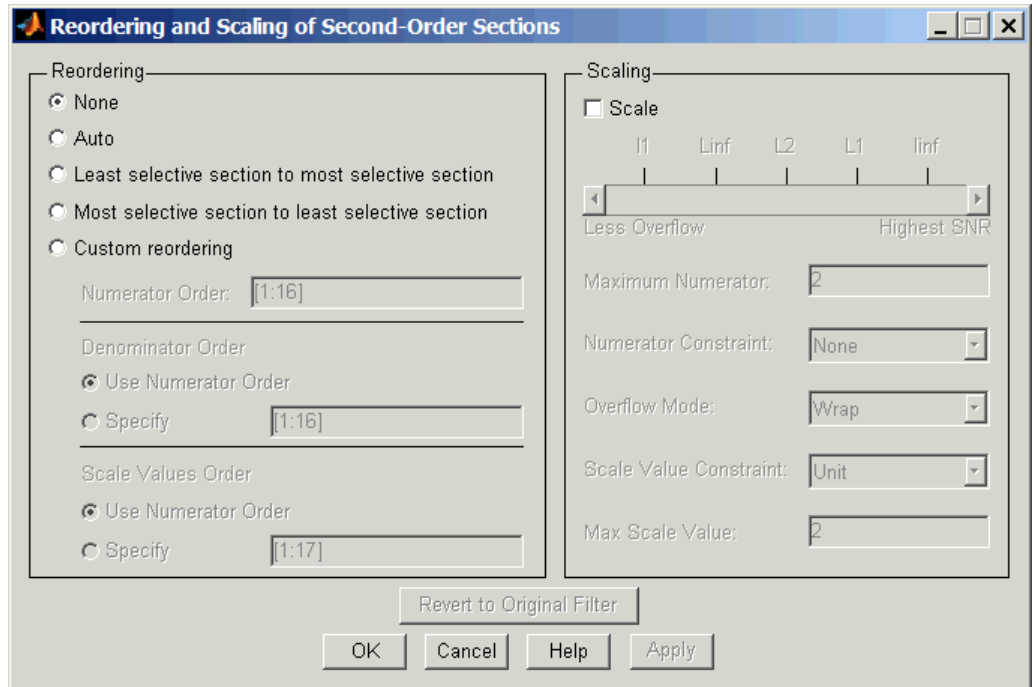 Reordering and Scaling of Second-Order Sections
Reordering
None
Auto
Least selective section to most selective section
Most selective section to least selective section
Custom reordering
Numerator Order: [1:16]
Denominator Order
Use Numerator Order
Specify [1:16]
Scale Values Order
Use Numerator Order
Specify [1:17]
Scaling
Scale
l1 Linf L2 L1 linf
Less Overflow Highest SNR
Maximum Numerator: 2
Numerator Constraint: None
Overflow Mode: Wrap
Scale Value Constraint: Unit
Max Scale Value: 2
Revert to Original Filter
OK Cancel Help Apply